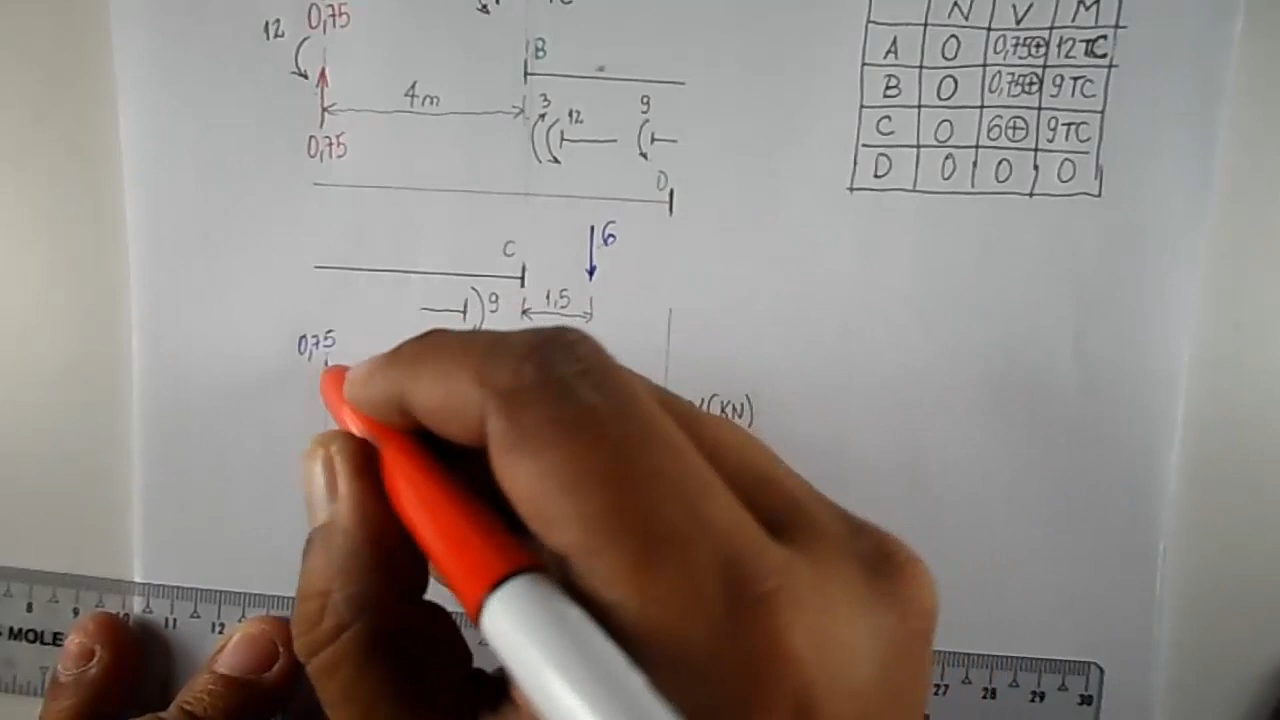 12 0,75
B
4m
3
12
9
0,75
D
6
C
9
1,5
0,75
V(KN)
N V M
A 0 0,75⊕ 12TC
B 0 0,75⊕ 9TC
C 0 6⊕ 9TC
D 0 0 0
8 9 10 11 12
MOLE
27 28 29 30